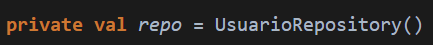 private val repo = UsuarioRepository()